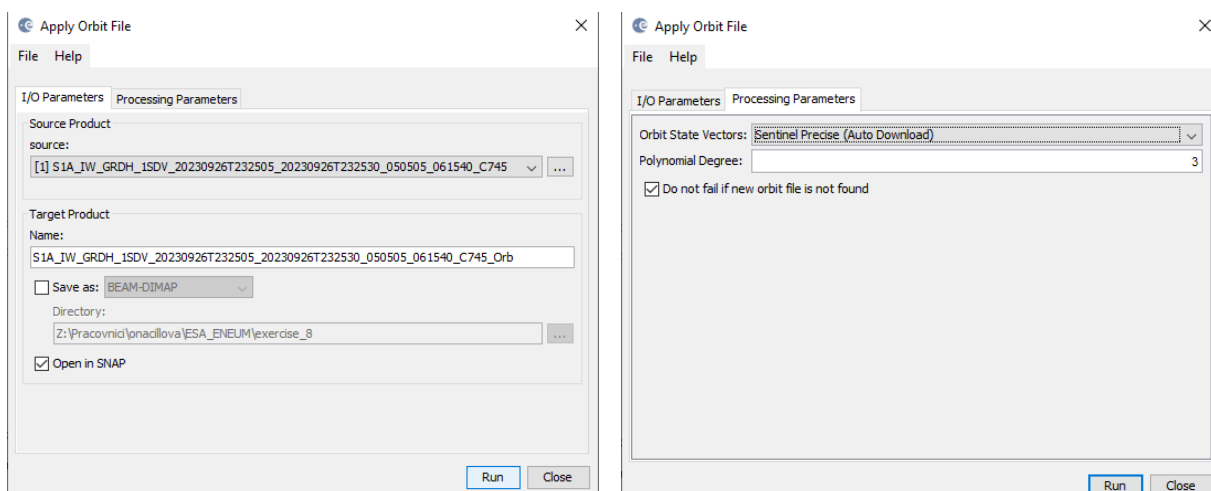 Apply Orbit File
File Help
I/O Parameters Processing Parameters
Source Product
source:
[1] S1A_IW_GRDH_1SDV_20230926T232505_20230926T232530_050505_061540_C745 ...
Target Product
Name:
S1A_IW_GRDH_1SDV_20230926T232505_20230926T232530_050505_061540_C745_Orb
Save as: BEAM-DIMAP
Directory:
Z:\Pracovnici\onacillova\ESA_ENEUM\exercise_8 ...
Open in SNAP
Run Close
Apply Orbit File
File Help
I/O Parameters Processing Parameters
Orbit State Vectors: Sentinel Precise (Auto Download)
Polynomial Degree: 3
Do not fail if new orbit file is not found
Run Close